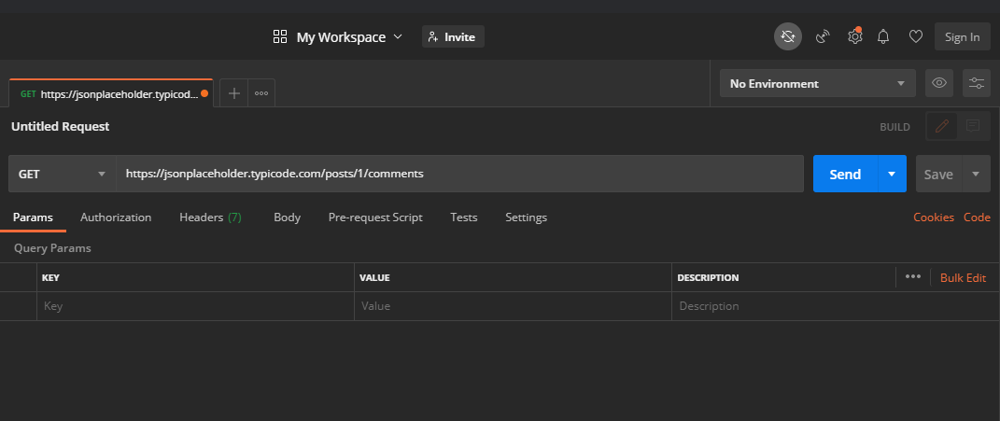 My Workspace Invite Sign In
GET https://jsonplaceholder.typicod...
No Environment
Untitled Request BUILD
GET https://jsonplaceholder.typicode.com/posts/1/comments Send Save
Params Authorization Headers (7) Body Pre-request Script Tests Settings Cookies Code
Query Params
KEY VALUE DESCRIPTION Bulk Edit
Key Value Description